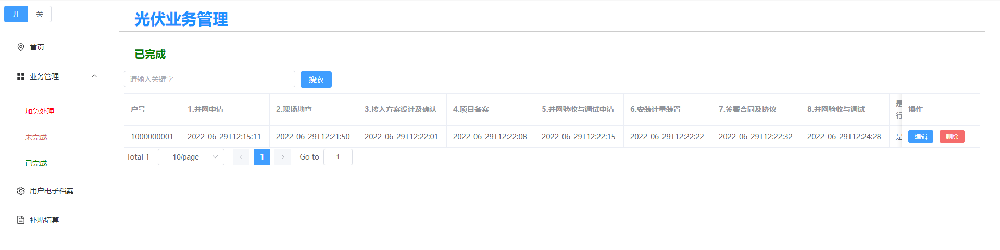 开 关
光伏业务管理
首页
业务管理
加急处理
未完成
已完成
用户电子档案
补贴结算
已完成
请输入关键字 搜索
户号 1.并网申请 2.现场勘查 3.接入方案设计及确认 4.项目备案 5.并网验收与调试申请 6.安装计量装置 7.签署合同及协议 8.并网验收与调试 是 操作
行
1000000001 2022-06-29T12:15:11 2022-06-29T12:21:50 2022-06-29T12:22:01 2022-06-29T12:22:08 2022-06-29T12:22:15 2022-06-29T12:22:22 2022-06-29T12:22:32 2022-06-29T12:24:28 是 编辑 删除
Total 1 10/page 1 Go to 1